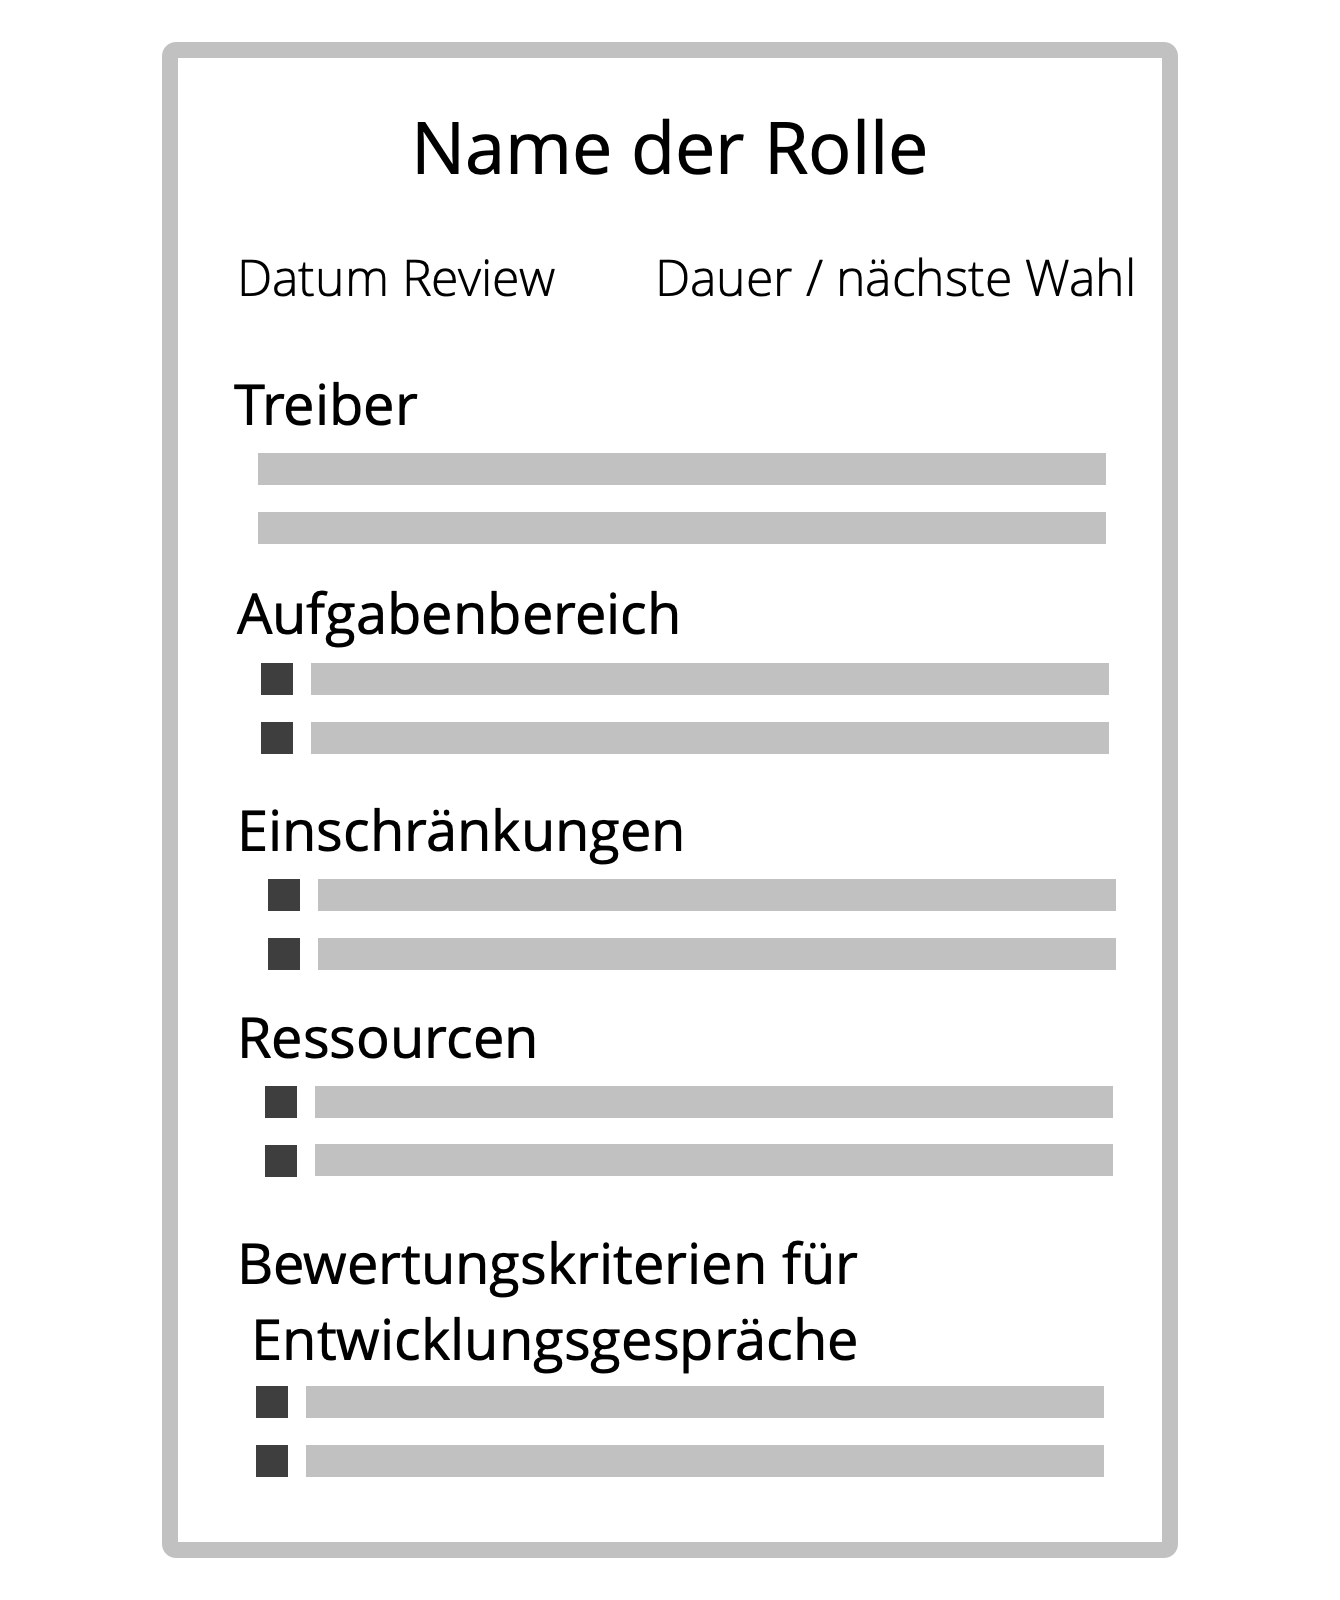 Name der Rolle
Datum Review Dauer / nächste Wahl
Treiber
Aufgabenbereich
Einschränkungen
Ressourcen
Bewertungskriterien für
Entwicklungsgespräche